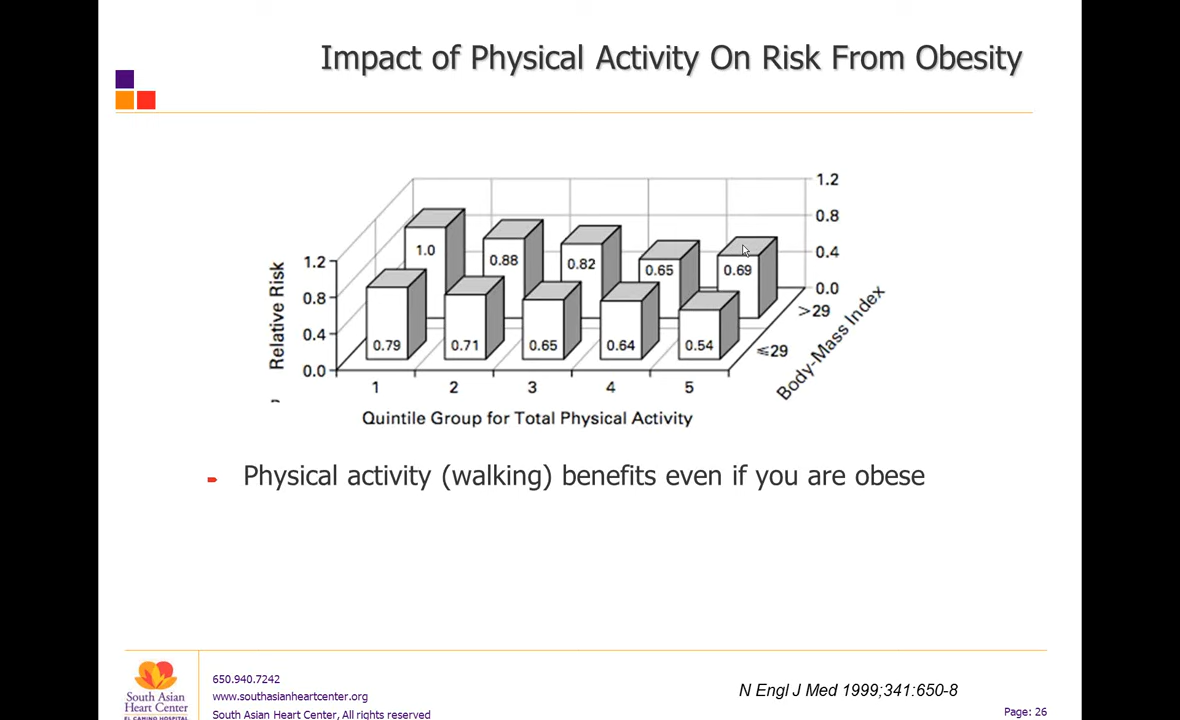 Impact of Physical Activity On Risk From Obesity
1.2
0.8
0.4
0.0
Relative Risk
1.2
0.8
0.4
0.0
1.0
0.88
0.82
0.65
0.69
0.79
0.71
0.65
0.64
0.54
>29
≤29
Body-Mass Index
1 2 3 4 5
Quintile Group for Total Physical Activity
Physical activity (walking) benefits even if you are obese
South Asian
Heart Center
EL CAMINO HOSPITAL
650.940.7242
www.southasianheartcenter.org
South Asian Heart Center, All rights reserved
N Engl J Med 1999;341:650-8
Page: 26